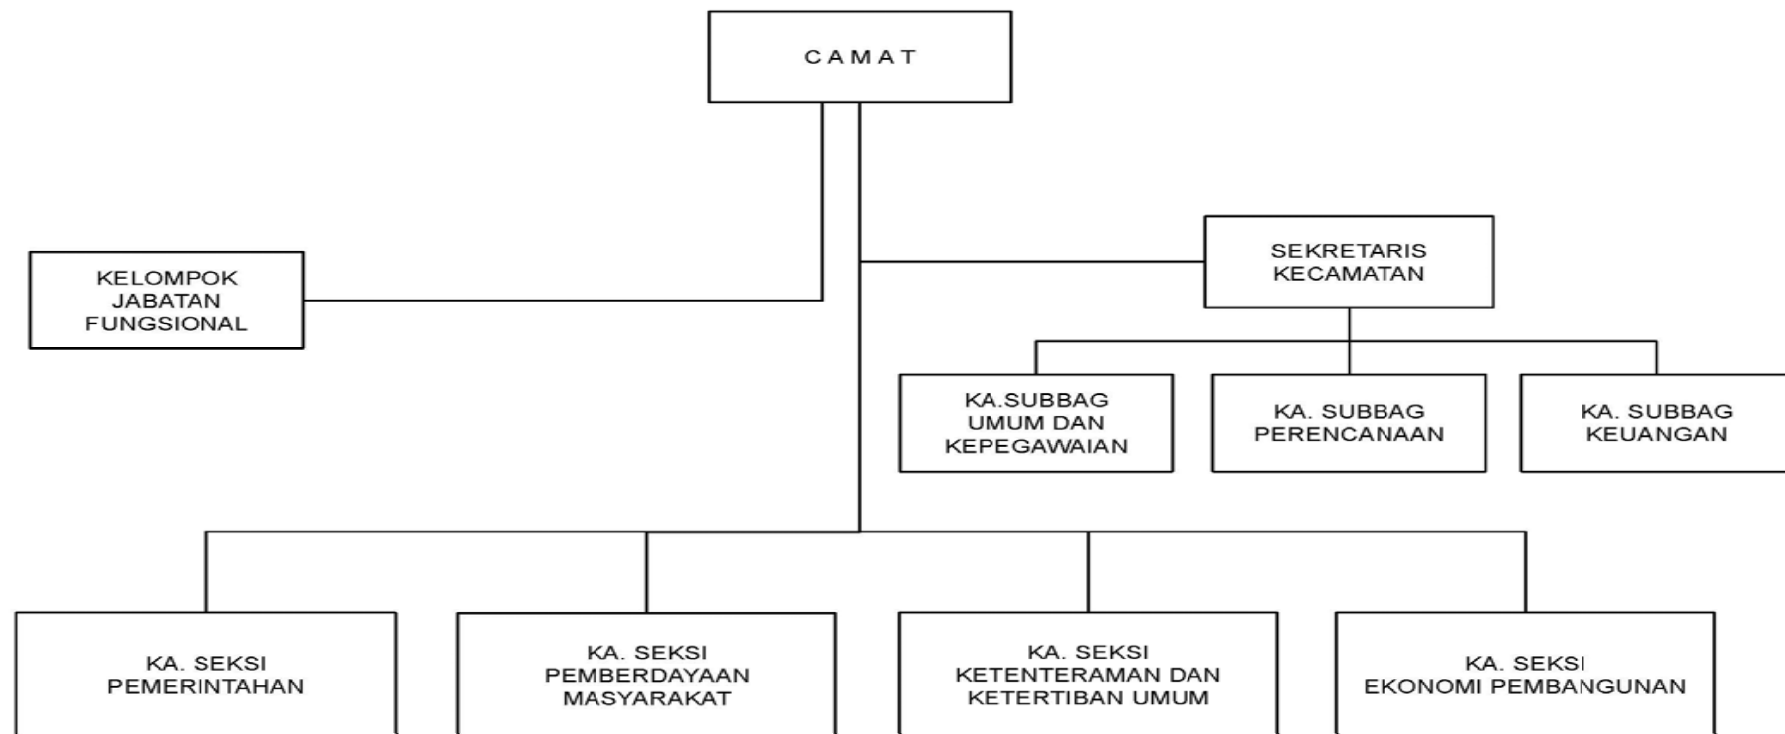 C A M A T
SEKRETARIS
KECAMATAN
KELOMPOK
JABATAN
FUNGSIONAL
KA.SUBBAG
UMUM DAN
KEPEGAWAIAN
KA. SUBBAG
PERENCANAAN
KA. SUBBAG
KEUANGAN
KA. SEKSI
PEMERINTAHAN
KA. SEKSI
PEMBERDAYAAN
MASYARAKAT
KA. SEKSI
KETENTERAMAN DAN
KETERTIBAN UMUM
KA. SEKSI
EKONOMI PEMBANGUNAN